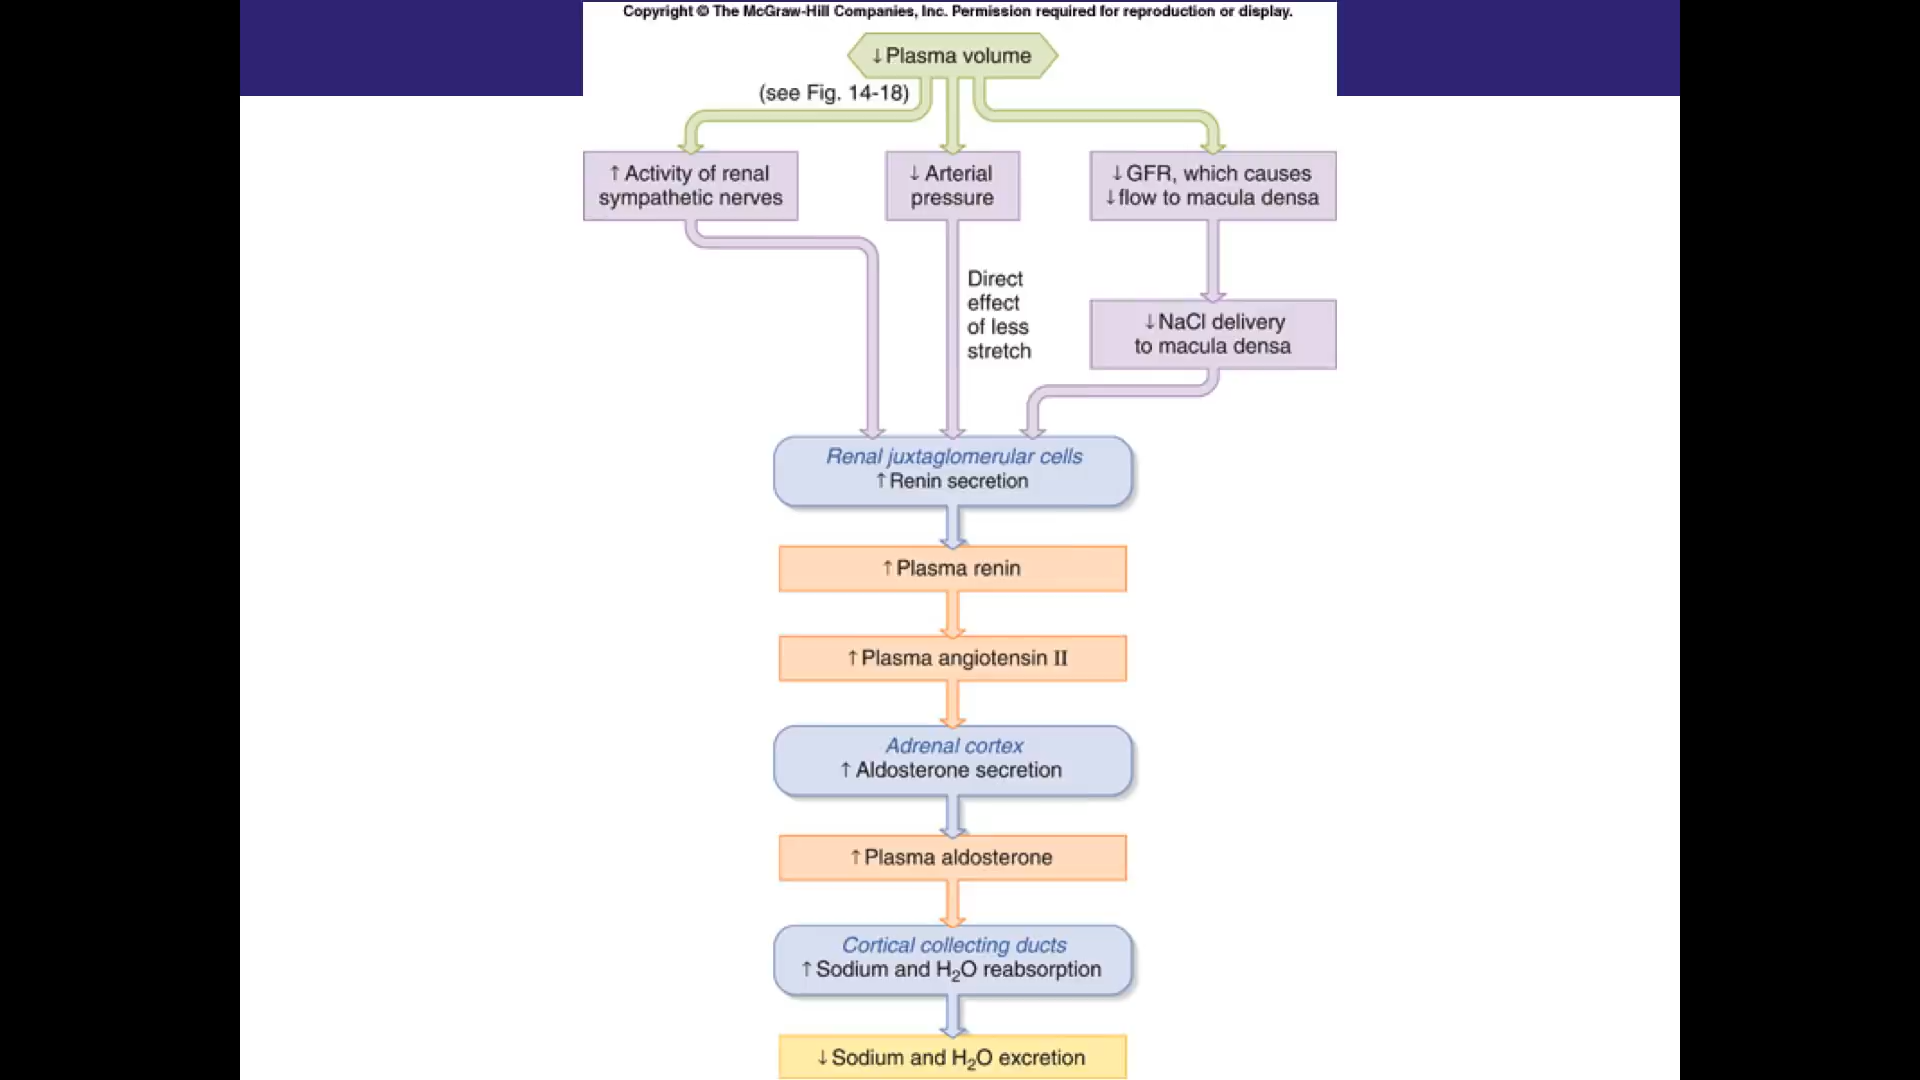 Copyright © The McGraw-Hill Companies, Inc. Permission required for reproduction or display.
↓Plasma volume
(see Fig. 14-18)
↑Activity of renal
sympathetic nerves
↓Arterial
pressure
↓GFR, which causes
↓flow to macula densa
Direct
effect
of less
stretch
↓NaCl delivery
to macula densa
Renal juxtaglomerular cells
↑Renin secretion
↑Plasma renin
↑Plasma angiotensin II
Adrenal cortex
↑Aldosterone secretion
↑Plasma aldosterone
Cortical collecting ducts
↑Sodium and H₂O reabsorption
↓Sodium and H₂O excretion